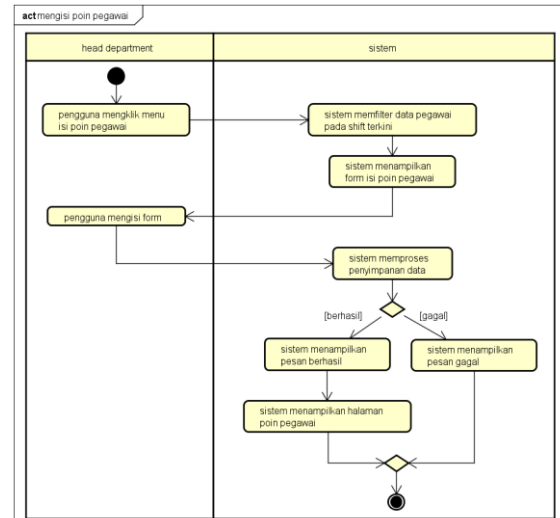 act mengisi poin pegawai
head department
sistem
pengguna mengklik menu
isi poin pegawai
sistem memfilter data pegawai
pada shift terkini
sistem menampilkan
form isi poin pegawai
pengguna mengisi form
sistem memproses
penyimpanan data
[berhasil]
[gagal]
sistem menampilkan
pesan berhasil
sistem menampilkan
pesan gagal
sistem menampilkan halaman
poin pegawai